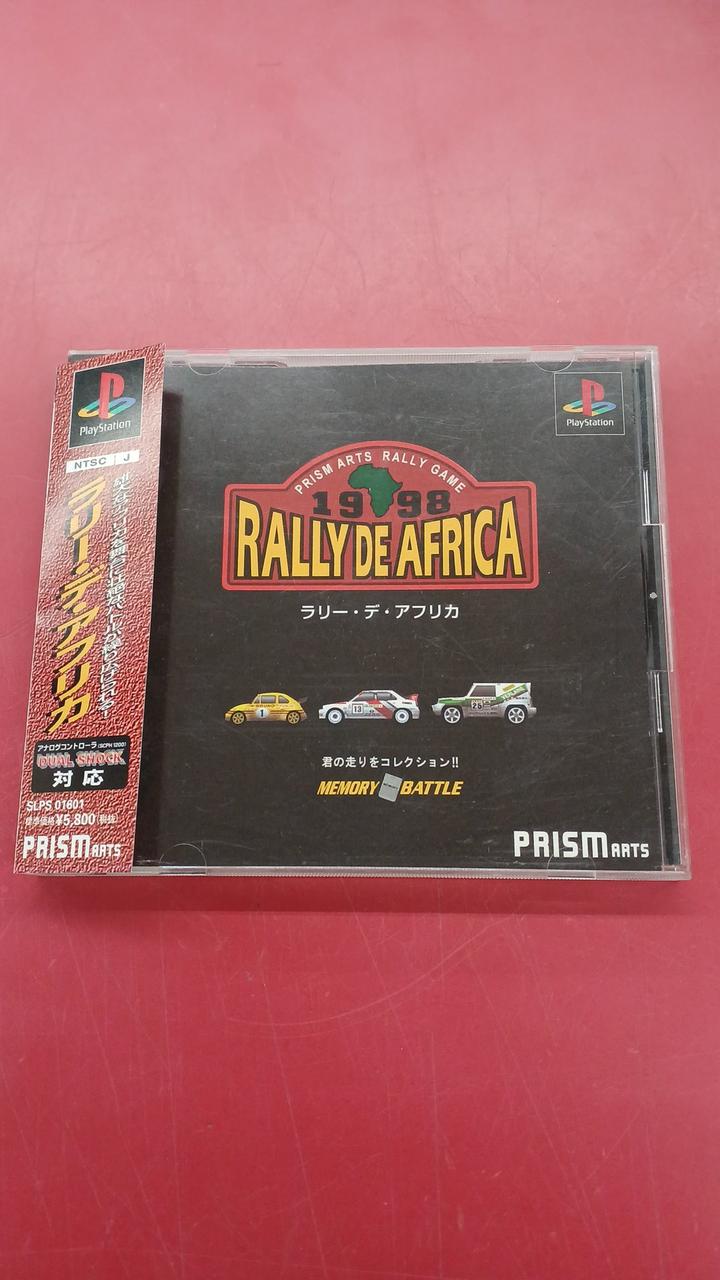 PlayStation
NTSC J
ラリー・デ・アフリカ
アナログコントローラ(SCPH 1200)
DUAL SHOCK
対応
SLPS 01601
標準価格¥5,800(税抜)
PRISM ARTS
PlayStation
PRISM ARTS RALLY GAME
1998
RALLY DE AFRICA
ラリー・デ・アフリカ
1
13
25
君の走りをコレクション!!
MEMORY BATTLE
PRISM ARTS